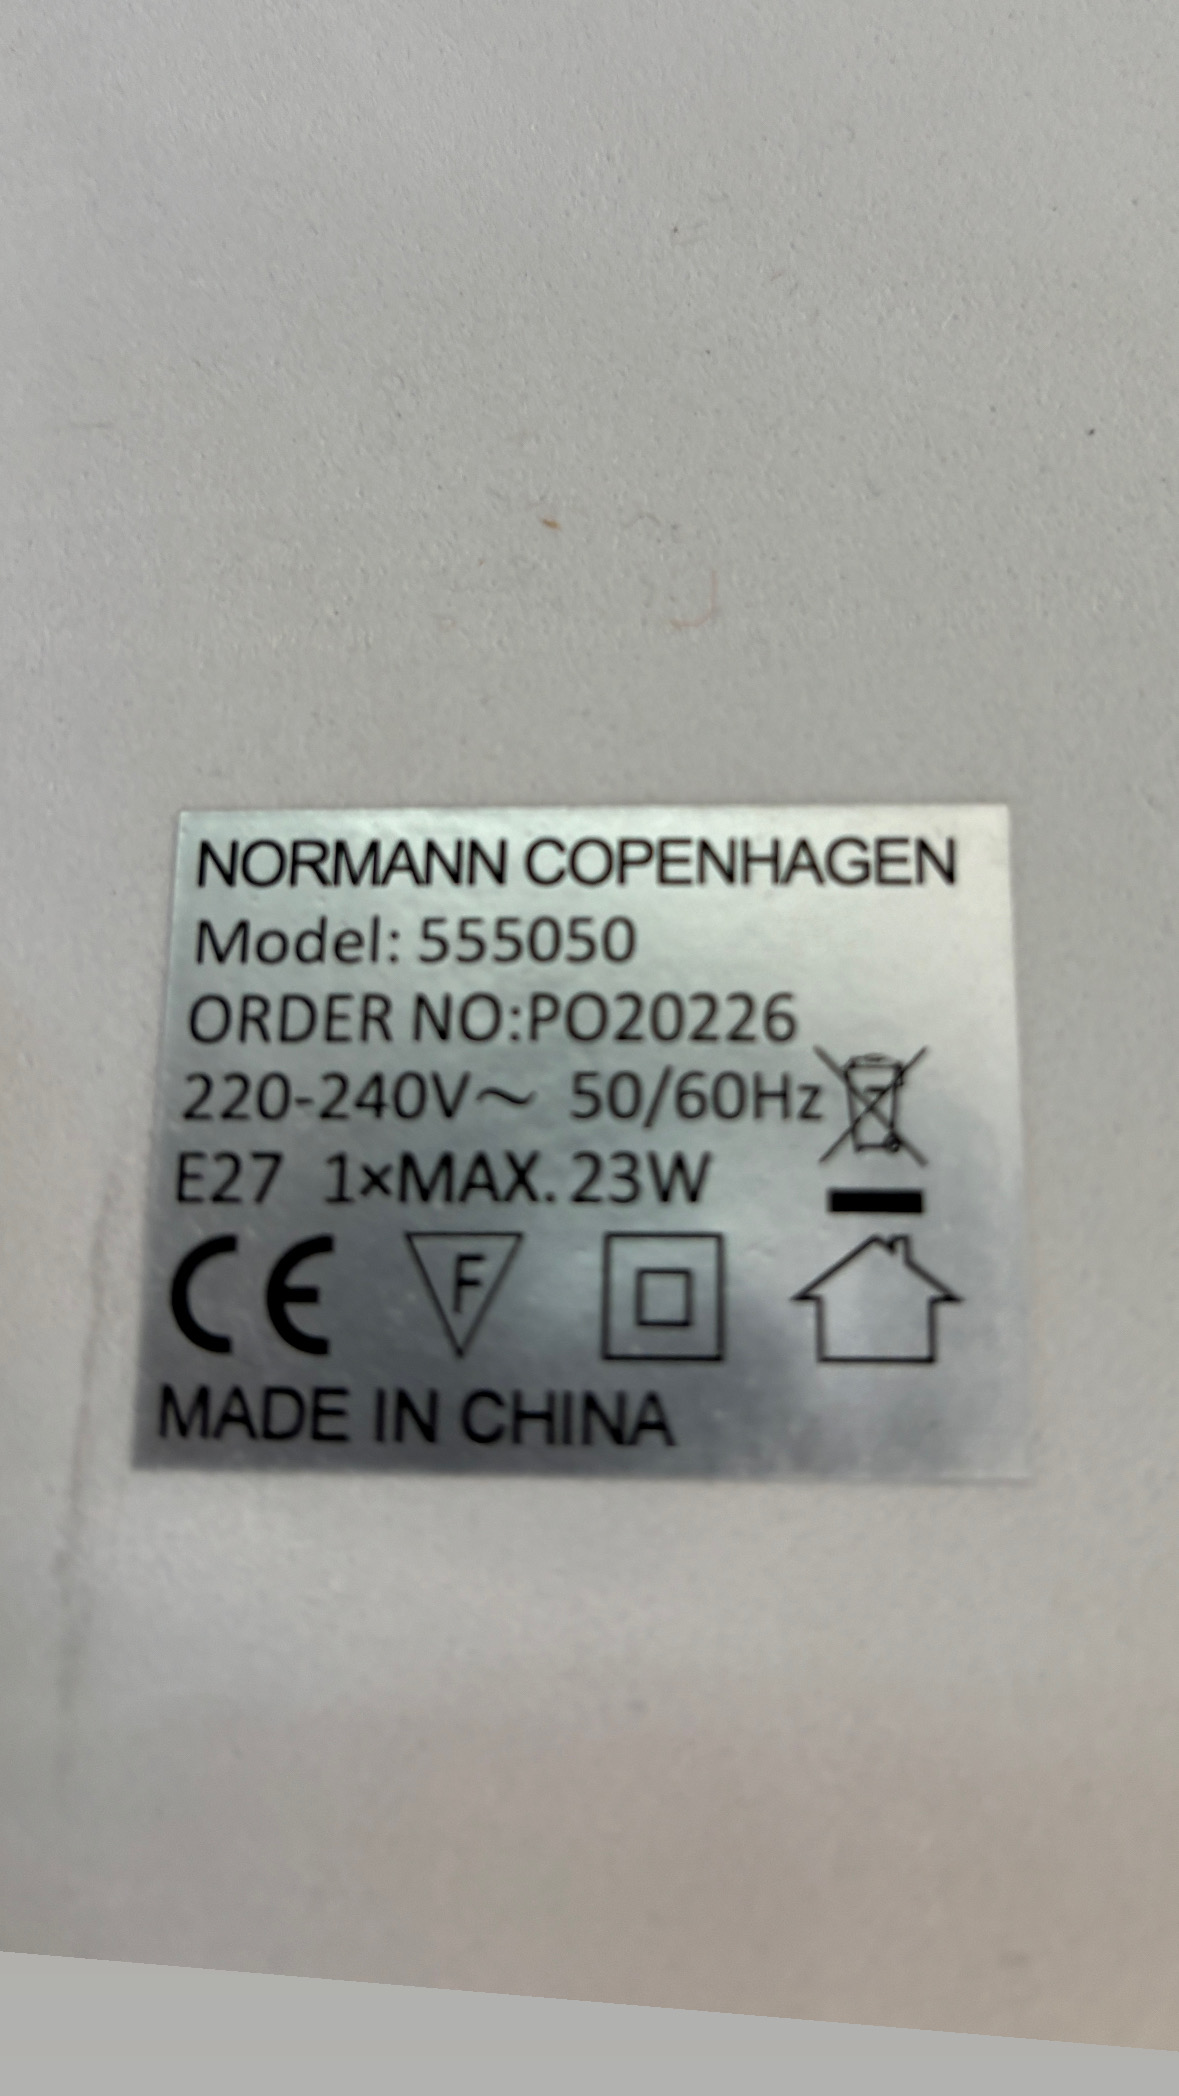 NORMANN COPENHAGEN
Model: 555050
ORDER NO:PO20226
220-240V~ 50/60Hz
E27 1×MAX. 23W
CE F
MADE IN CHINA